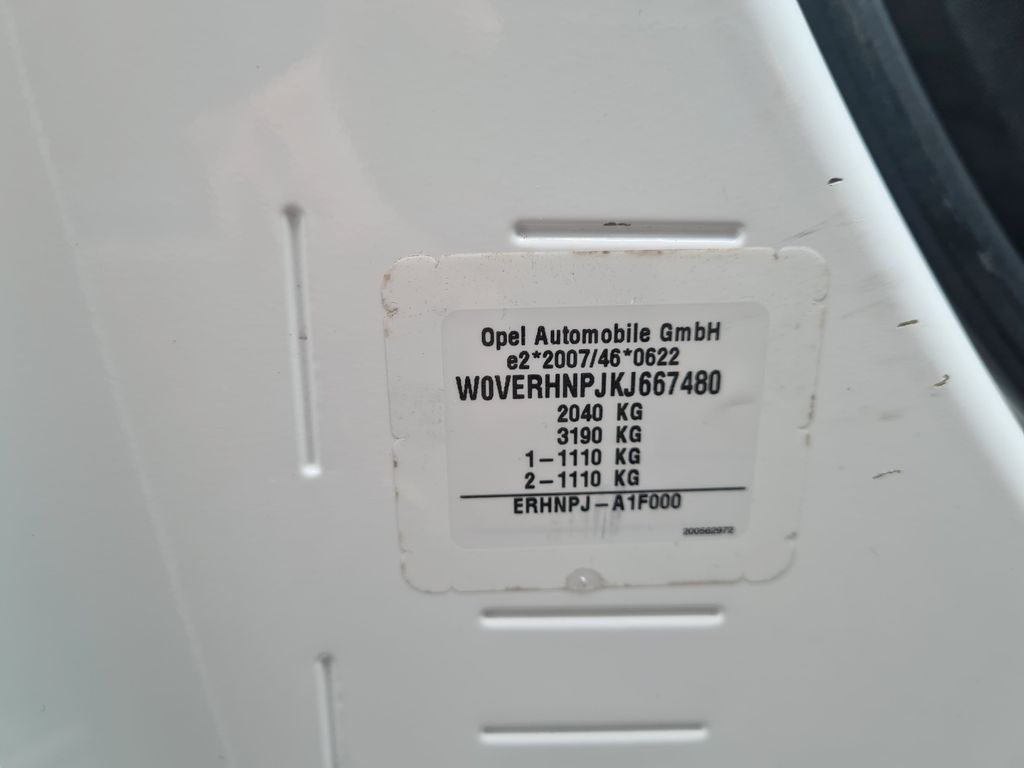 Opel Automobile GmbH
e2*2007/46*0622
W0VERHNPJKJ667480
2040 KG
3190 KG
1-1110 KG
2-1110 KG
ERHNPJ-A1F000
200562972